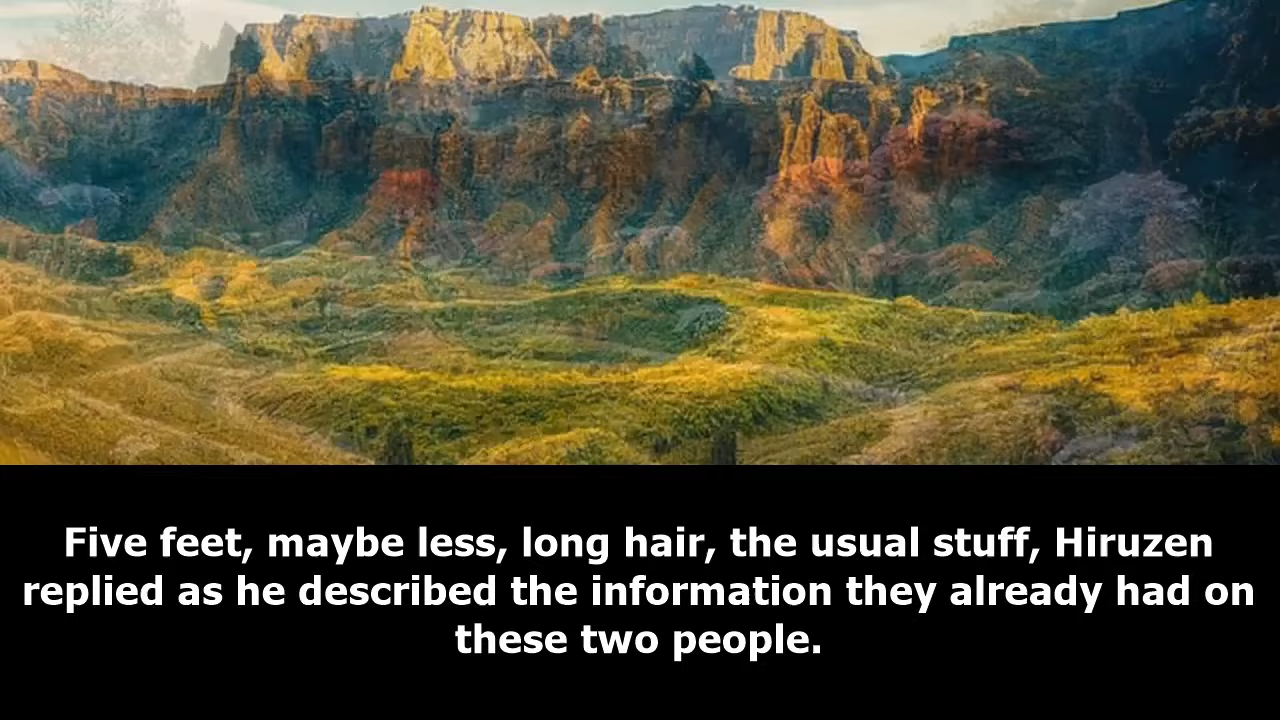 Five feet, maybe less, long hair, the usual stuff, Hiruzen
replied as he described the information they already had on
these two people.